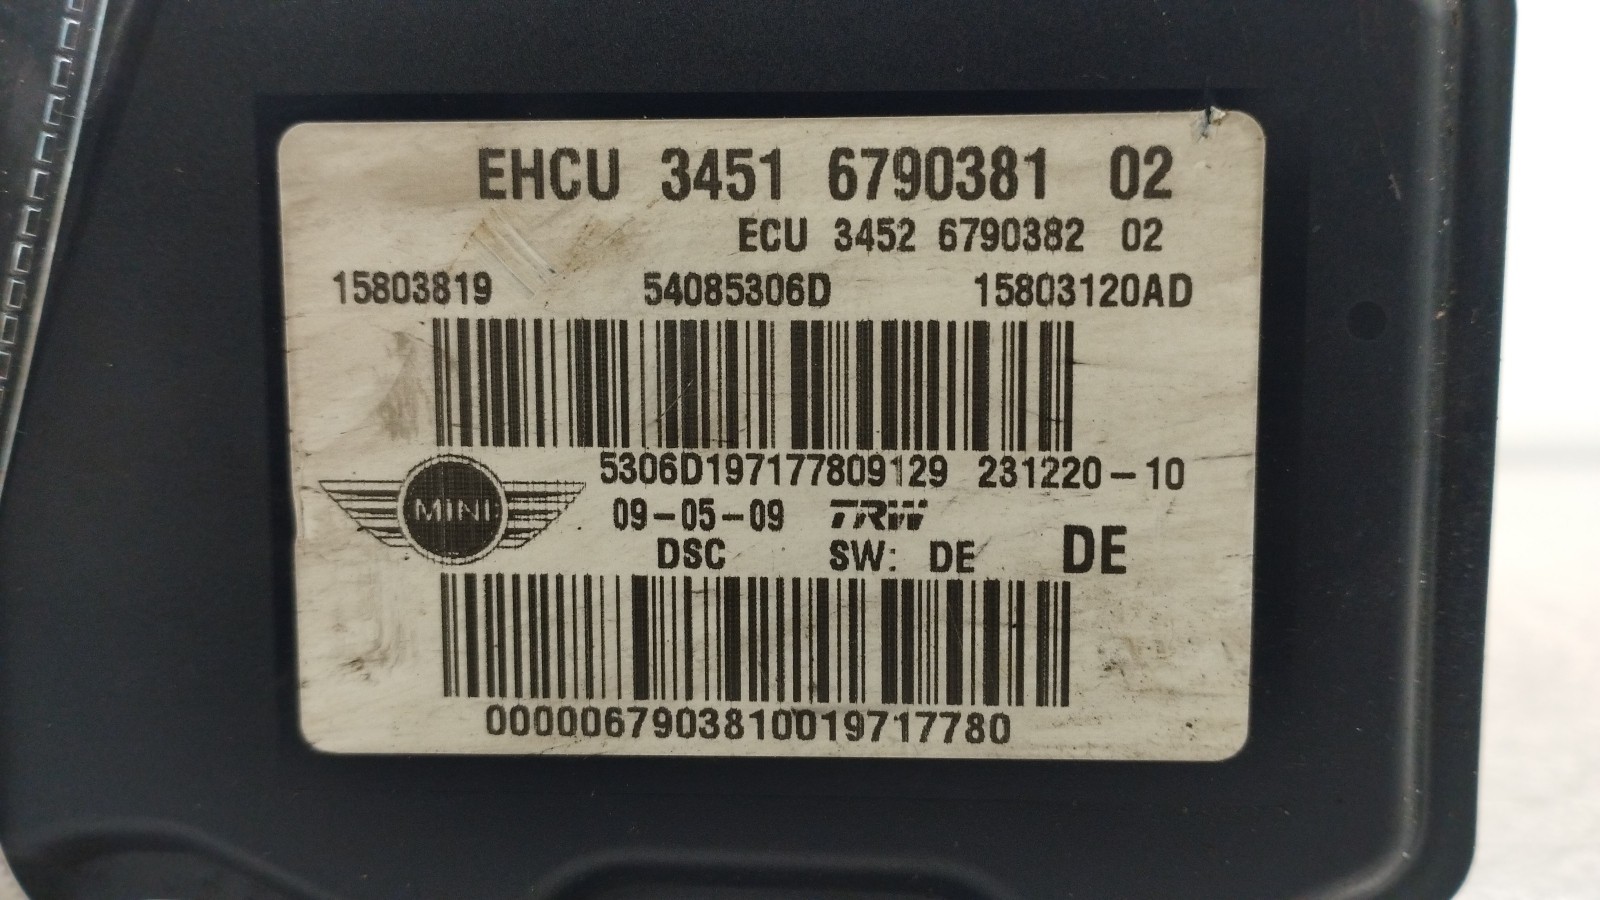 EHCU 3451 6790381 02
ECU 3452 6790382 02
15803819 54085306D 15803120AD
5306D197177809129 231220-10
MINI
09-05-09 TRW
DSC SW: DE DE
0000067903810019717780